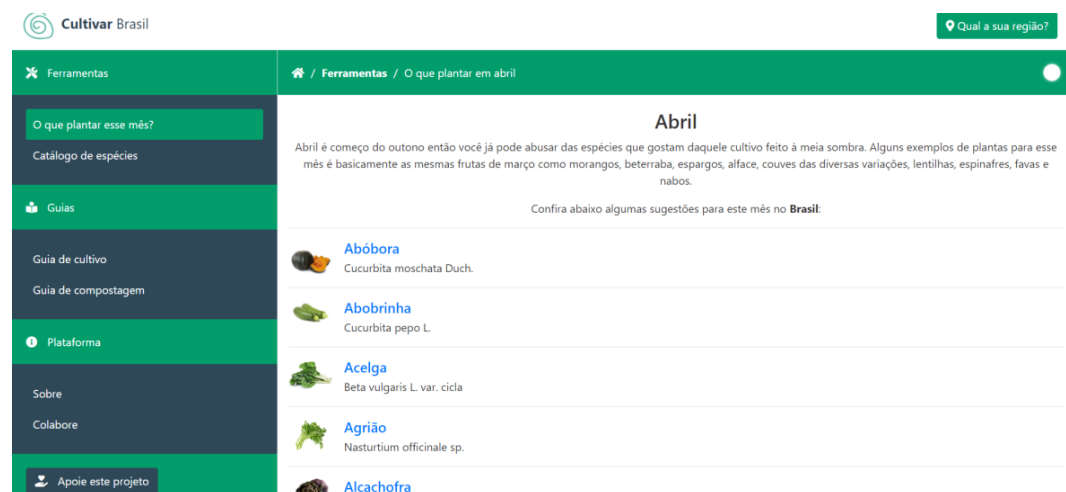 Cultivar Brasil
Qual a sua região?
Ferramentas
O que plantar esse mês?
Catálogo de espécies
Guias
Guia de cultivo
Guia de compostagem
Plataforma
Sobre
Colabore
Apoie este projeto
/ Ferramentas / O que plantar em abril
Abril
Abril é começo do outono então você já pode abusar das espécies que gostam daquele cultivo feito à meia sombra. Alguns exemplos de plantas para esse
mês é basicamente as mesmas frutas de março como morangos, beterraba, espargos, alface, couves das diversas variações, lentilhas, espinafres, favas e
nabos.
Confira abaixo algumas sugestões para este mês no Brasil:
Abóbora
Cucurbita moschata Duch.
Abobrinha
Cucurbita pepo L.
Acelga
Beta vulgaris L. var. cicla
Agrião
Nasturtium officinale sp.
Alcachofra